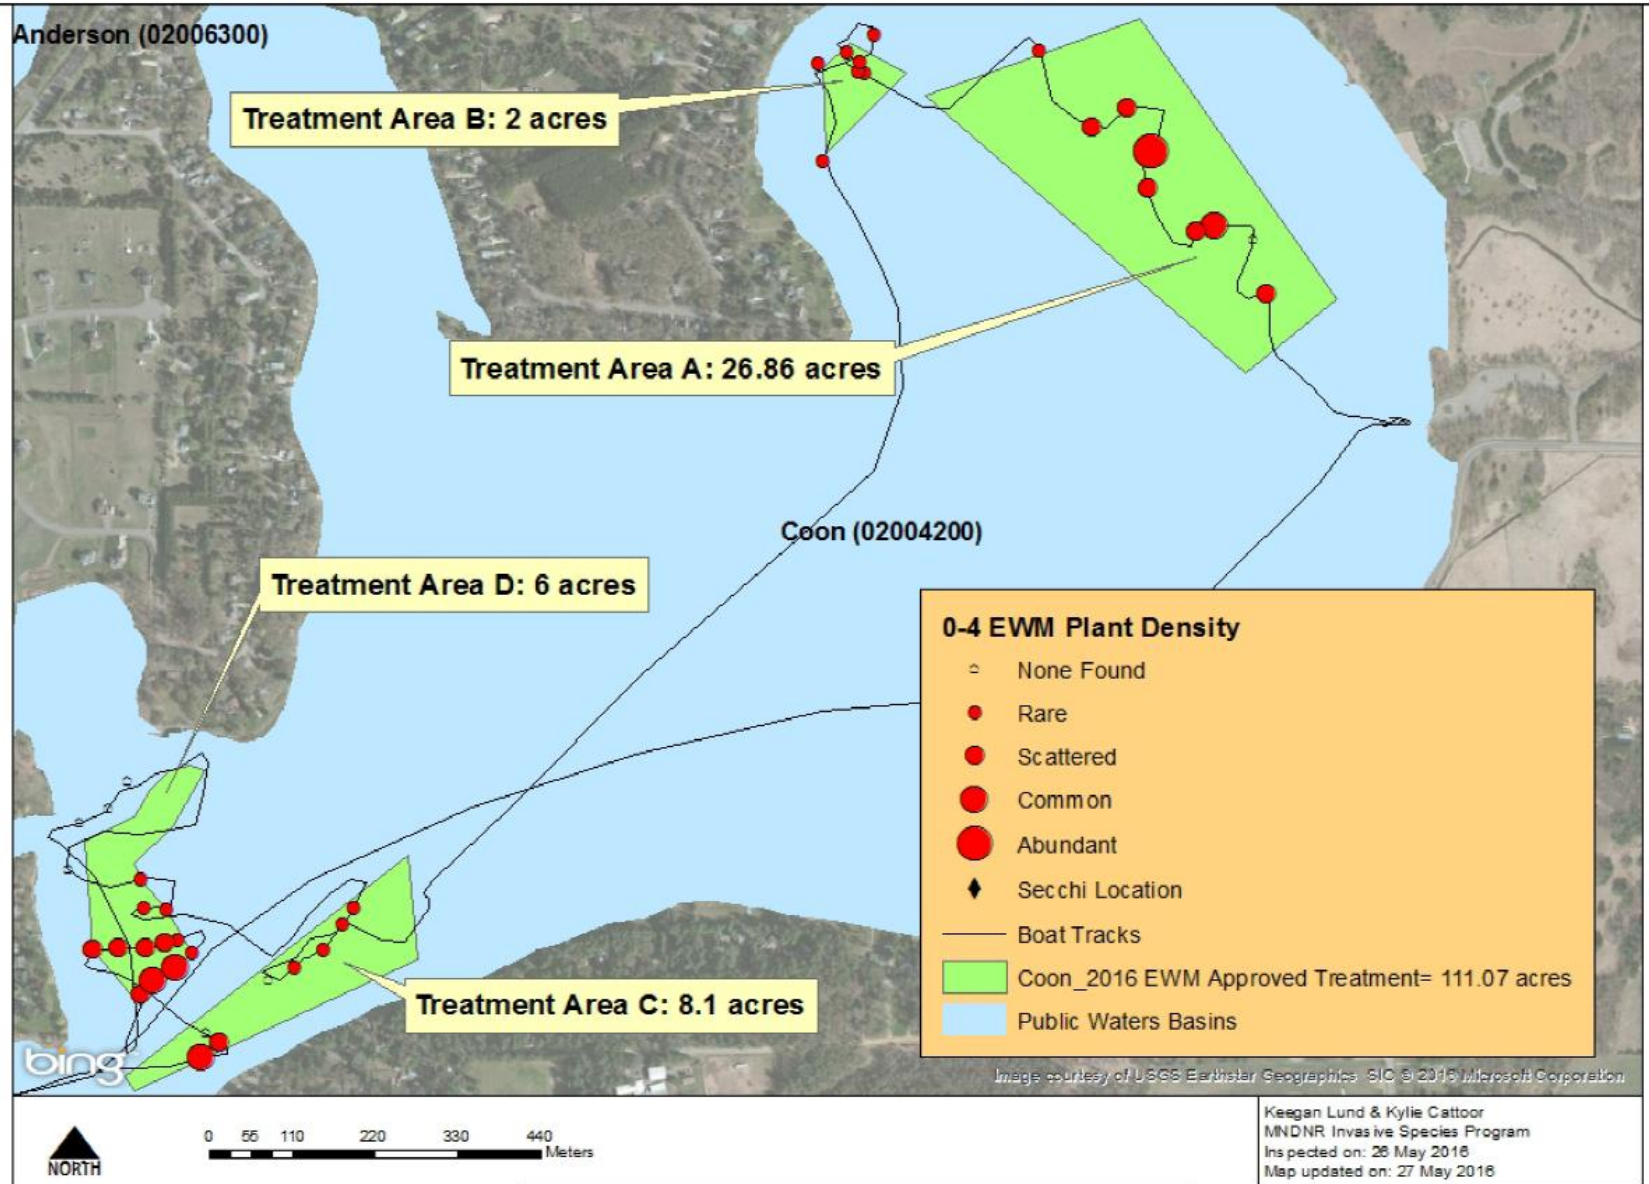 Anderson (02006300)
Treatment Area B: 2 acres
Treatment Area A: 26.86 acres
Coon (02004200)
Treatment Area D: 6 acres
Treatment Area C: 8.1 acres
0-4 EWM Plant Density
None Found
Rare
Scattered
Common
Abundant
Secchi Location
Boat Tracks
Coon_2016 EWM Approved Treatment= 111.07 acres
Public Waters Basins
bing
Image courtesy of USGS Earthstar Geographics SIO © 2016 Microsoft Corporation
NORTH
0 55 110 220 330 440
Meters
Keegan Lund & Kylie Cattoor
MNDNR Invasive Species Program
Inspected on: 26 May 2016
Map updated on: 27 May 2016